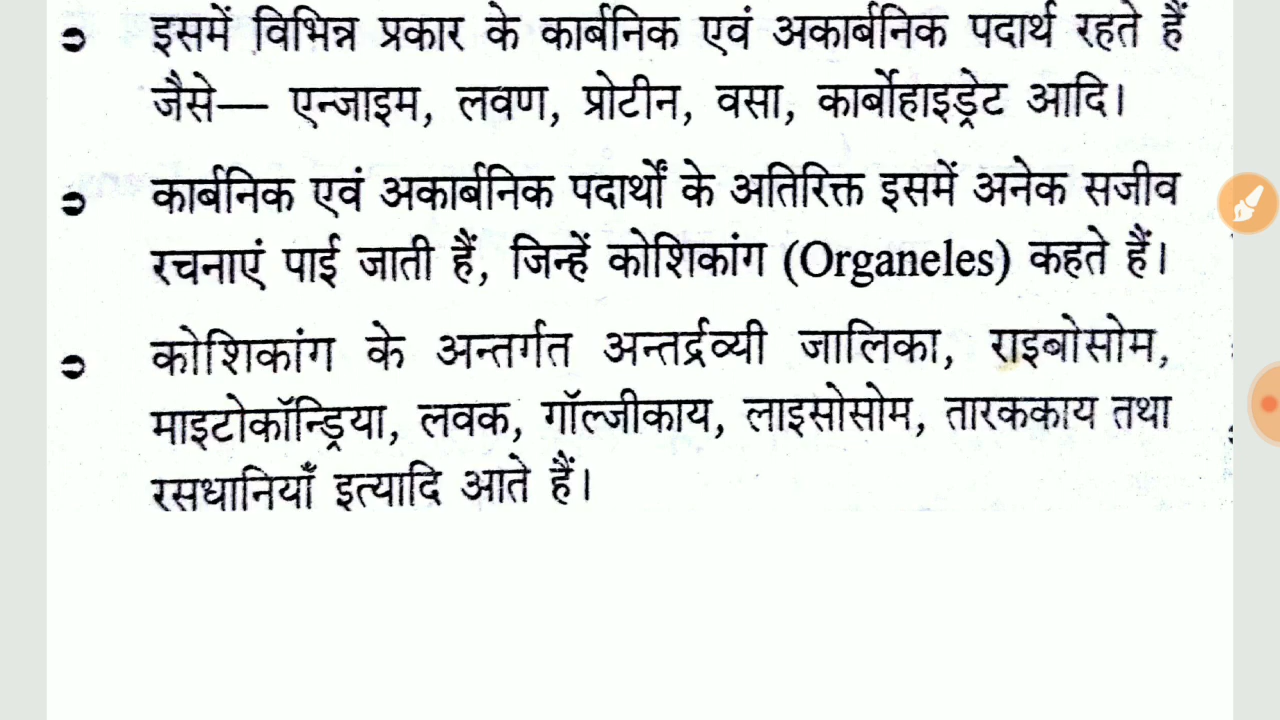 इसमें विभिन्न प्रकार के कार्बनिक एवं अकार्बनिक पदार्थ रहते हैं
जैसे— एन्जाइम, लवण, प्रोटीन, वसा, कार्बोहाइड्रेट आदि।
कार्बनिक एवं अकार्बनिक पदार्थों के अतिरिक्त इसमें अनेक सजीव
रचनाएं पाई जाती हैं, जिन्हें कोशिकांग (Organeles) कहते हैं।
कोशिकांग के अन्तर्गत अन्तर्द्रव्यी जालिका, राइबोसोम,
माइटोकॉन्ड्रिया, लवक, गॉल्जीकाय, लाइसोसोम, तारककाय तथा
रसधानियाँ इत्यादि आते हैं।